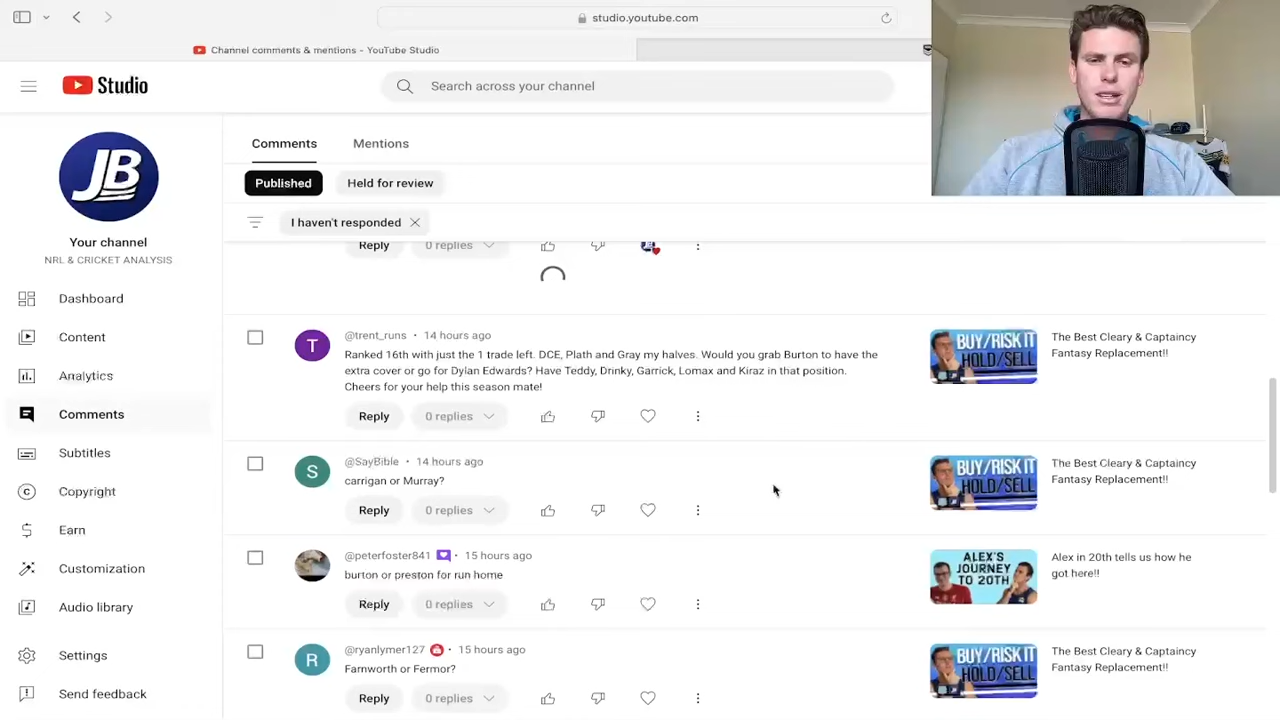 studio.youtube.com
Channel comments & mentions - YouTube Studio
Studio
Search across your channel
JB
Your channel
NRL & CRICKET ANALYSIS
Dashboard
Content
Analytics
Comments
Subtitles
Copyright
Earn
Customization
Audio library
Settings
Send feedback
Comments
Mentions
Published
Held for review
I haven't responded
Reply
0 replies
T
@trent_runs • 14 hours ago
Ranked 16th with just the 1 trade left. DCE, Plath and Gray my halves. Would you grab Burton to have the
extra cover or go for Dylan Edwards? Have Teddy, Drinky, Garrick, Lomax and Kiraz in that position.
Cheers for your help this season mate!
Reply
0 replies
BUY/RISK IT
HOLD/SELL
The Best Cleary & Captaincy
Fantasy Replacement!!
S
@SayBible • 14 hours ago
carrigan or Murray?
Reply
0 replies
BUY/RISK IT
HOLD/SELL
The Best Cleary & Captaincy
Fantasy Replacement!!
@peterfoster841 • 15 hours ago
burton or preston for run home
Reply
0 replies
ALEX'S
JOURNEY
TO 20TH
Alex in 20th tells us how he
got here!!
R
@ryanlymer127 • 15 hours ago
Farnworth or Fermor?
Reply
0 replies
BUY/RISK IT
HOLD/SELL
The Best Cleary & Captaincy
Fantasy Replacement!!